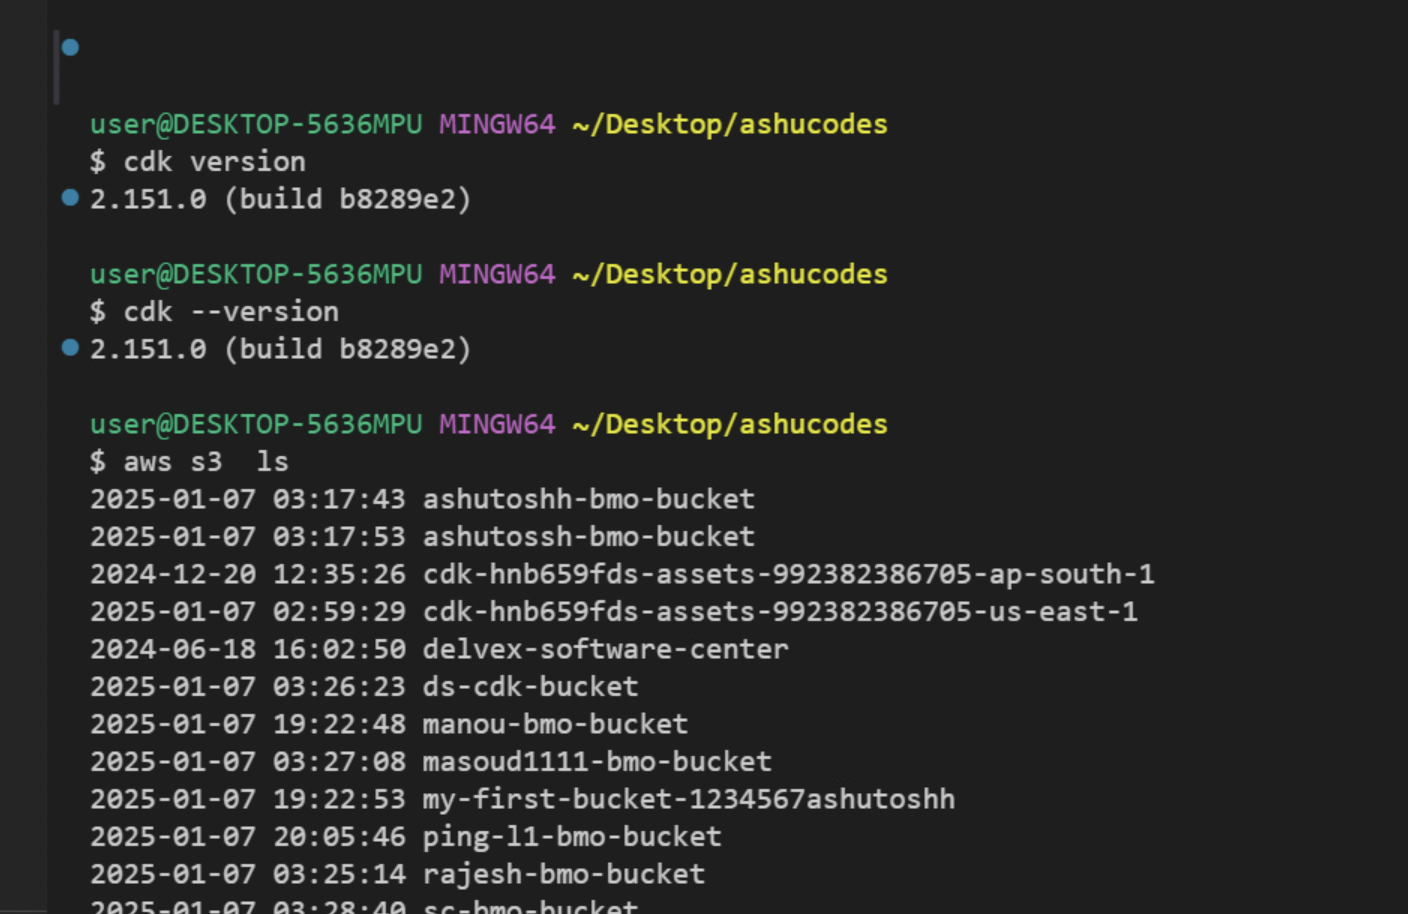 user@DESKTOP-5636MPU MINGW64 ~/Desktop/ashucodes
$ cdk version
2.151.0 (build b8289e2)
user@DESKTOP-5636MPU MINGW64 ~/Desktop/ashucodes
$ cdk --version
2.151.0 (build b8289e2)
user@DESKTOP-5636MPU MINGW64 ~/Desktop/ashucodes
$ aws s3  ls
2025-01-07 03:17:43 ashutoshh-bmo-bucket
2025-01-07 03:17:53 ashutossh-bmo-bucket
2024-12-20 12:35:26 cdk-hnb659fds-assets-992382386705-ap-south-1
2025-01-07 02:59:29 cdk-hnb659fds-assets-992382386705-us-east-1
2024-06-18 16:02:50 delvex-software-center
2025-01-07 03:26:23 ds-cdk-bucket
2025-01-07 19:22:48 manou-bmo-bucket
2025-01-07 03:27:08 masoud1111-bmo-bucket
2025-01-07 19:22:53 my-first-bucket-1234567ashutoshh
2025-01-07 20:05:46 ping-l1-bmo-bucket
2025-01-07 03:25:14 rajesh-bmo-bucket
2025-01-07 03:28:40 sc-bmo-bucket